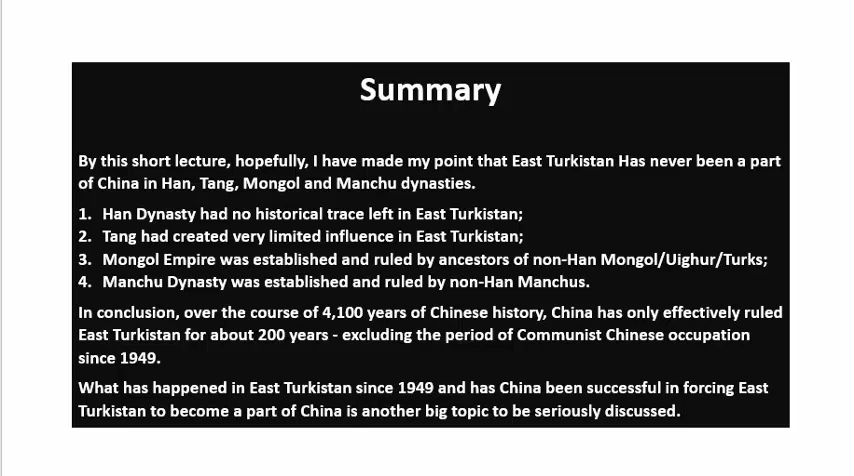 Summary
By this short lecture, hopefully, I have made my point that East Turkistan Has never been a part
of China in Han, Tang, Mongol and Manchu dynasties.
1. Han Dynasty had no historical trace left in East Turkistan;
2. Tang had created very limited influence in East Turkistan;
3. Mongol Empire was established and ruled by ancestors of non-Han Mongol/Uighur/Turks;
4. Manchu Dynasty was established and ruled by non-Han Manchus.
In conclusion, over the course of 4,100 years of Chinese history, China has only effectively ruled
East Turkistan for about 200 years - excluding the period of Communist Chinese occupation
since 1949.
What has happened in East Turkistan since 1949 and has China been successful in forcing East
Turkistan to become a part of China is another big topic to be seriously discussed.